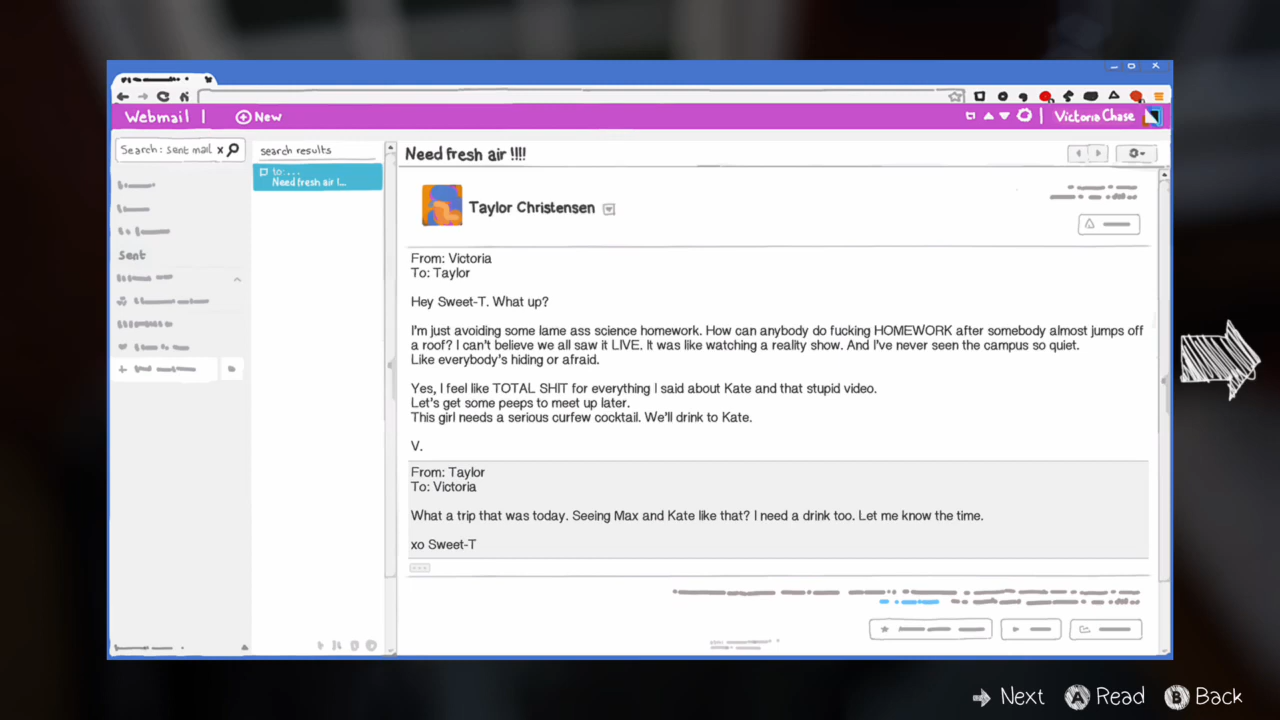 Webmail
New
Victoria Chase
Search: sent mail x
search results
Need fresh air !!!!
to:...
Need fresh air !...
Taylor Christensen
Sent
From: Victoria
To: Taylor
Hey Sweet-T. What up?
I'm just avoiding some lame ass science homework. How can anybody do fucking HOMEWORK after somebody almost jumps off
a roof? I can't believe we all saw it LIVE. It was like watching a reality show. And I've never seen the campus so quiet.
Like everybody's hiding or afraid.
Yes, I feel like TOTAL SHIT for everything I said about Kate and that stupid video.
Let's get some peeps to meet up later.
This girl needs a serious curfew cocktail. We'll drink to Kate.
V.
From: Taylor
To: Victoria
What a trip that was today. Seeing Max and Kate like that? I need a drink too. Let me know the time.
xo Sweet-T
Next
A Read
B Back